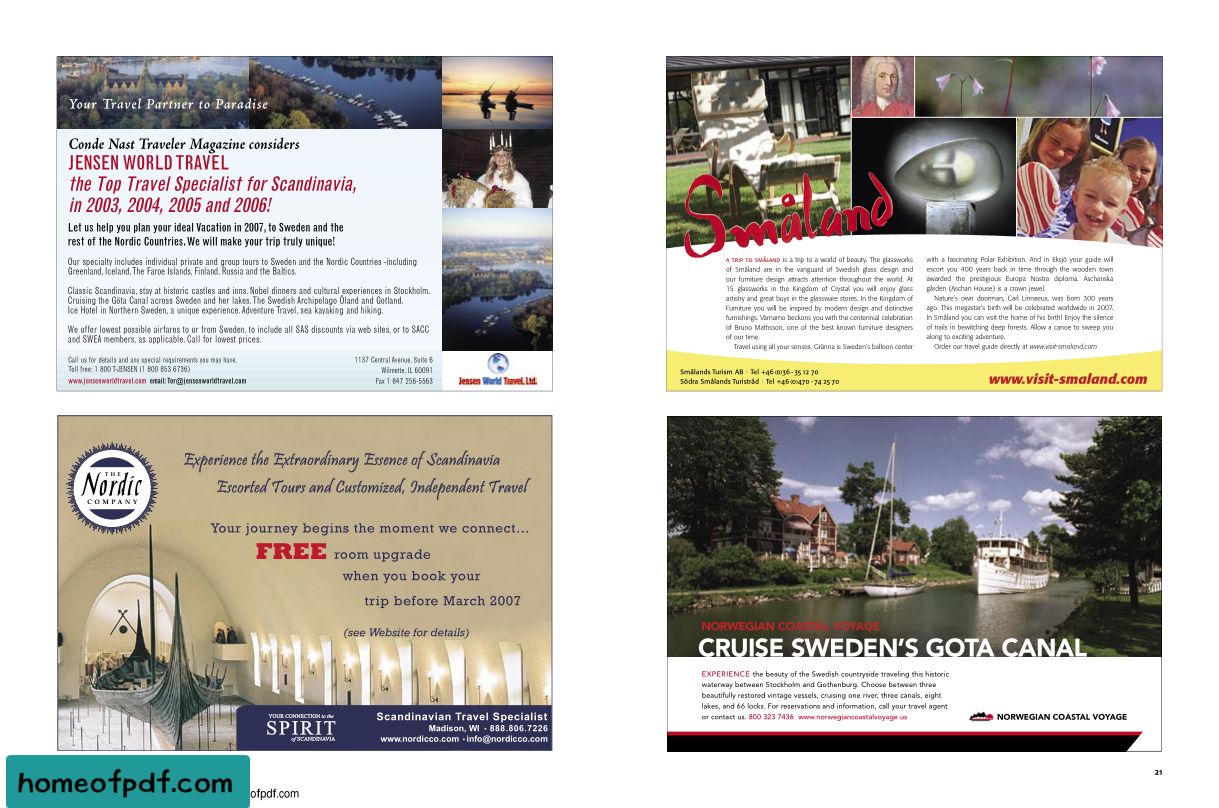 Your Travel Partner to Paradise
Conde Nast Traveler Magazine considers
JENSEN WORLD TRAVEL
the Top Travel Specialist for Scandinavia,
in 2003, 2004, 2005 and 2006!
Let us help you plan your ideal Vacation in 2007, to Sweden and the
rest of the Nordic Countries. We will make your trip truly unique!
Our specialty includes individual private and group tours to Sweden and the Nordic Countries -including
Greenland, Iceland, The Faroe Islands, Finland, Russia and the Baltics.
Classic Scandinavia, stay at historic castles and inns. Nobel dinners and cultural experiences in Stockholm.
Cruising the Göta Canal across Sweden and her lakes. The Swedish Archipelago Öland and Gotland.
Ice Hotel in Northern Sweden, a unique experience. Adventure Travel, sea kayaking and hiking.
We offer lowest possible airfares to or from Sweden, to include all SAS discounts via web sites, or to SACC
and SWEA members, as applicable. Call for lowest prices.
Call us for details and any special requirements you may have.
Toll free: 1 800 T-JENSEN (1 800 853 6736)
www.jensenworldtravel.com email: Tor@jensenworldtravel.com
1137 Central Avenue, Suite 6
Wilmette, IL 60091
Fax 1 847 256-5563
Jensen World Travel, Ltd.
Småland
A TRIP TO SMÅLAND is a trip to a world of beauty. The glassworks
of Småland are in the vanguard of Swedish glass design and
our furniture design attracts attention throughout the world. At
15 glassworks in the Kingdom of Crystal you will enjoy glass
artistry and great buys in the glassware stores. In the Kingdom of
Furniture you will be inspired by modern design and distinctive
furnishings. Värnamo beckons you with the centennial celebration
of Bruno Mathsson, one of the best known furniture designers
of our time.
Travel using all your senses. Gränna is Sweden's balloon center
with a fascinating Polar Exhibition. And in Eksjö your guide will
escort you 400 years back in time through the wooden town
awarded the prestigious Europa Nostra diploma. Aschanska
gården (Aschan House) is a crown jewel.
Nature's own doorman, Carl Linnaeus, was born 300 years
ago. This megastar's birth will be celebrated worldwide in 2007.
In Småland you can visit the home of his birth! Enjoy the silence
of trails in bewitching deep forests. Allow a canoe to sweep you
along to exciting adventure.
Order our travel guide directly at www.visit-smaland.com
Smålands Turism AB | Tel +46 (0)36 - 35 12 70
Södra Smålands Turistråd | Tel +46 (0)470 - 74 25 70
www.visit-smaland.com
THE
Nordic
COMPANY
Experience the Extraordinary Essence of Scandinavia
Escorted Tours and Customized, Independent Travel
Your journey begins the moment we connect...
FREE room upgrade
when you book your
trip before March 2007
(see Website for details)
YOUR CONNECTION to the
SPIRIT
of SCANDINAVIA
Scandinavian Travel Specialist
Madison, WI • 888.806.7226
www.nordicco.com • info@nordicco.com
NORWEGIAN COASTAL VOYAGE
CRUISE SWEDEN'S GOTA CANAL
EXPERIENCE the beauty of the Swedish countryside traveling this historic
waterway between Stockholm and Gothenburg. Choose between three
beautifully restored vintage vessels, cruising one river, three canals, eight
lakes, and 66 locks. For reservations and information, call your travel agent
or contact us. 800 323 7436 www.norwegiancoastalvoyage.us
NORWEGIAN COASTAL VOYAGE
21
homeofpdf.com
ofpdf.com